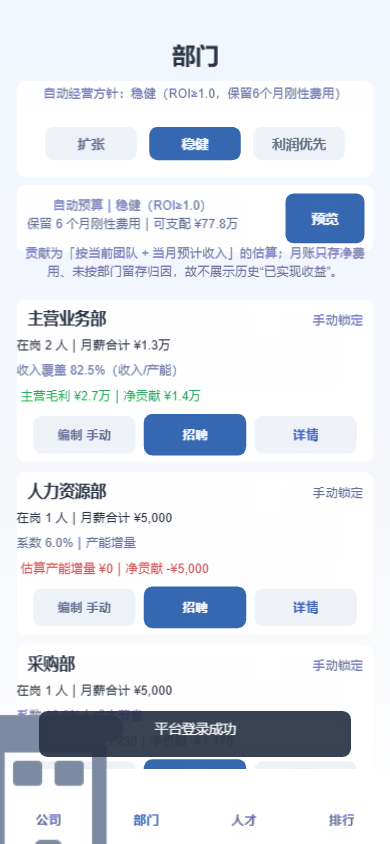 部门
自动经营方针：稳健（ROI≥1.0，保留6个月刚性费用）
扩张
稳健
利润优先
自动预算 | 稳健（ROI≥1.0）
保留 6 个月刚性费用 | 可支配 ¥77.8万
预览
贡献为「按当前团队 + 当月预计收入」的估算；月账只存净费
用、未按部门留存归因，故不展示历史“已实现收益”。
主营业务部
手动锁定
在岗 2 人 | 月薪合计 ¥1.3万
收入覆盖 82.5%（收入/产能）
主营毛利 ¥2.7万 | 净贡献 ¥1.4万
编制 手动
招聘
详情
人力资源部
手动锁定
在岗 1 人 | 月薪合计 ¥5,000
系数 6.0% | 产能增量
估算产能增量 ¥0 | 净贡献 -¥5,000
编制 手动
招聘
详情
采购部
手动锁定
在岗 1 人 | 月薪合计 ¥5,000
系数
平台登录成功
公司
部门
人才
排行